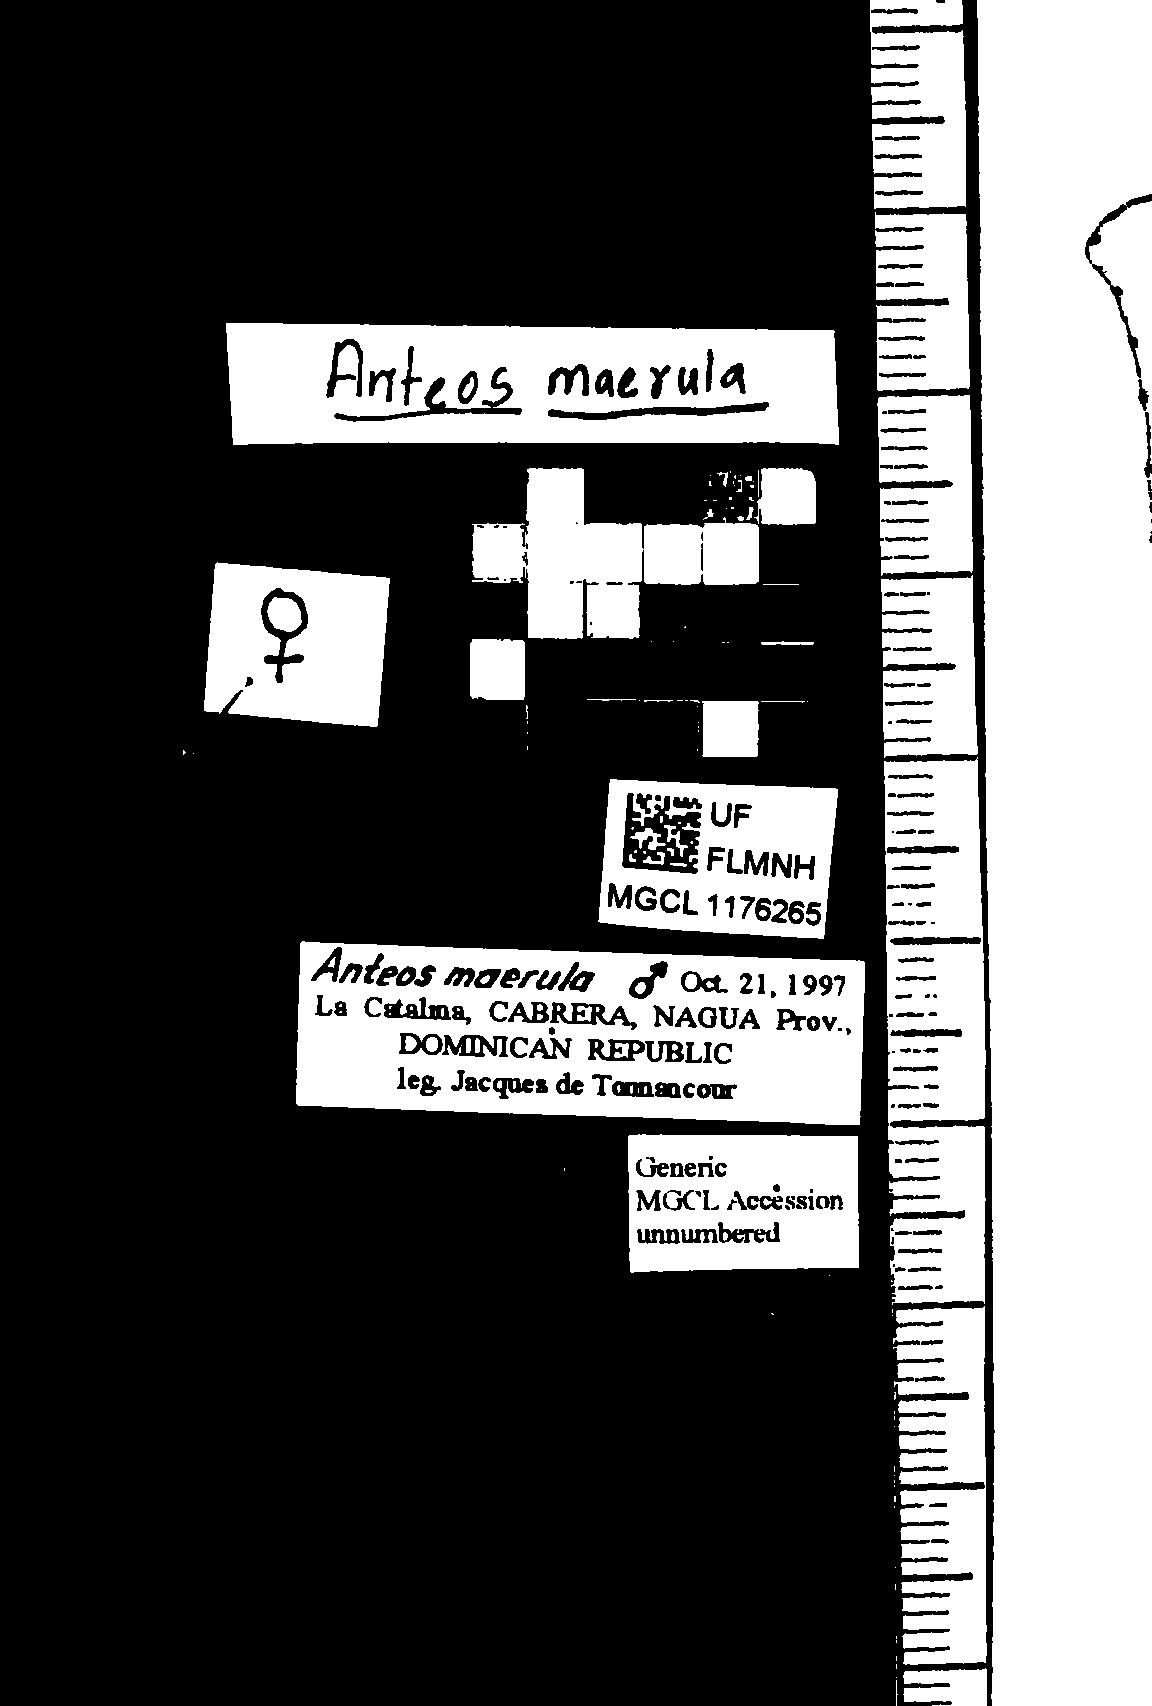 Anteos maerula
♀
UF
FLMNH
MGCL 1176265
Anteos maerula ♂ Oct. 21, 1997
La Catalma, CABRERA, NAGUA Prov.,
DOMINICAN REPUBLIC
leg. Jacques de Tonnancour
Generic
MGCL Accession
unnumbered